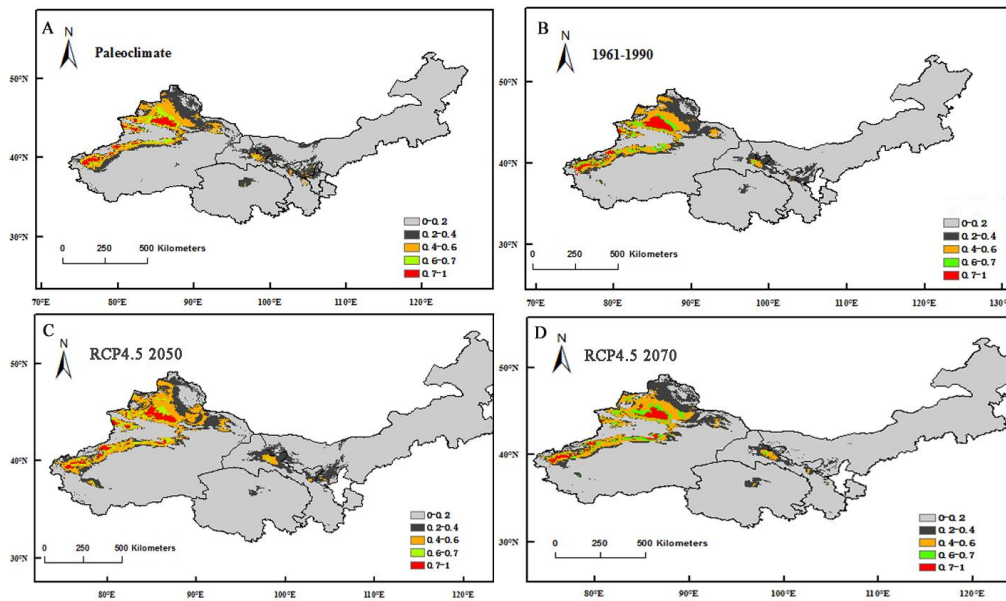 A
N
Paleoclimate
50°N
40°N
30°N
0-0.2
0.2-0.4
0.4-0.6
0.6-0.7
0.7-1
0 250 500 Kilometers
70°E 80°E 90°E 100°E 110°E 120°E
B
N
1961-1990
50°N
40°N
30°N
0-0.2
0.2-0.4
0.4-0.6
0.6-0.7
0.7-1
0 250 500 Kilometers
70°E 80°E 90°E 100°E 110°E 120°E 130°E
C
N
RCP4.5 2050
50°N
40°N
30°N
0-0.2
0.2-0.4
0.4-0.6
0.6-0.7
0.7-1
0 250 500 Kilometers
80°E 90°E 100°E 110°E 120°E
D
N
RCP4.5 2070
50°N
40°N
30°N
0-0.2
0.2-0.4
0.4-0.6
0.6-0.7
0.7-1
0 250 500 Kilometers
80°E 90°E 100°E 110°E 120°E